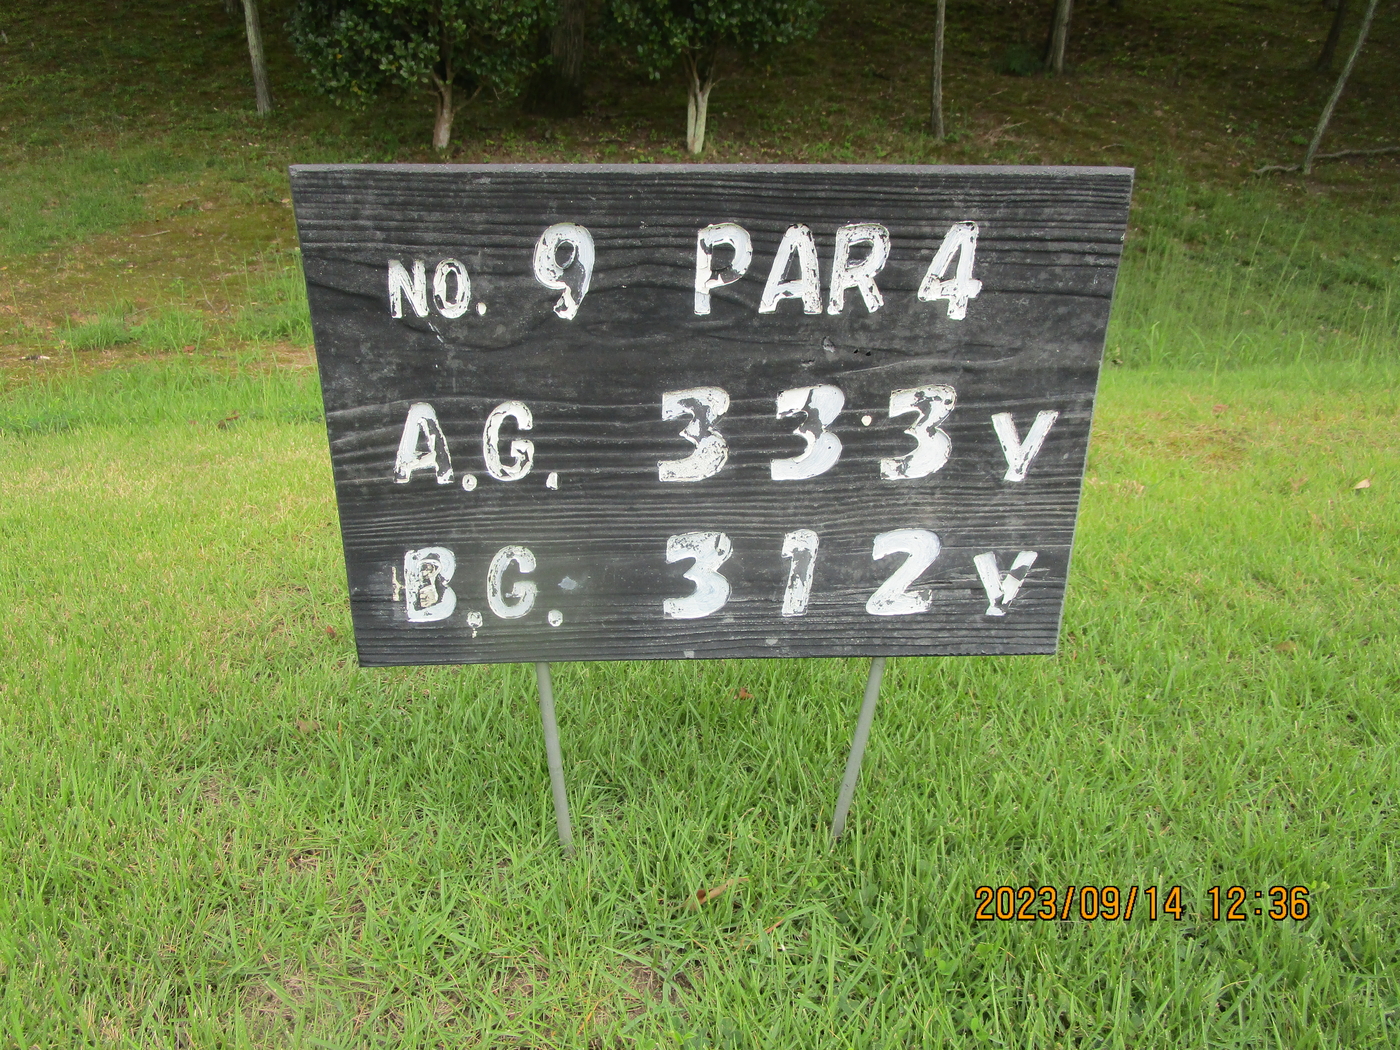 NO. 9 PAR 4
A.G. 333Y
B.G. 312Y
2023/09/14 12:36